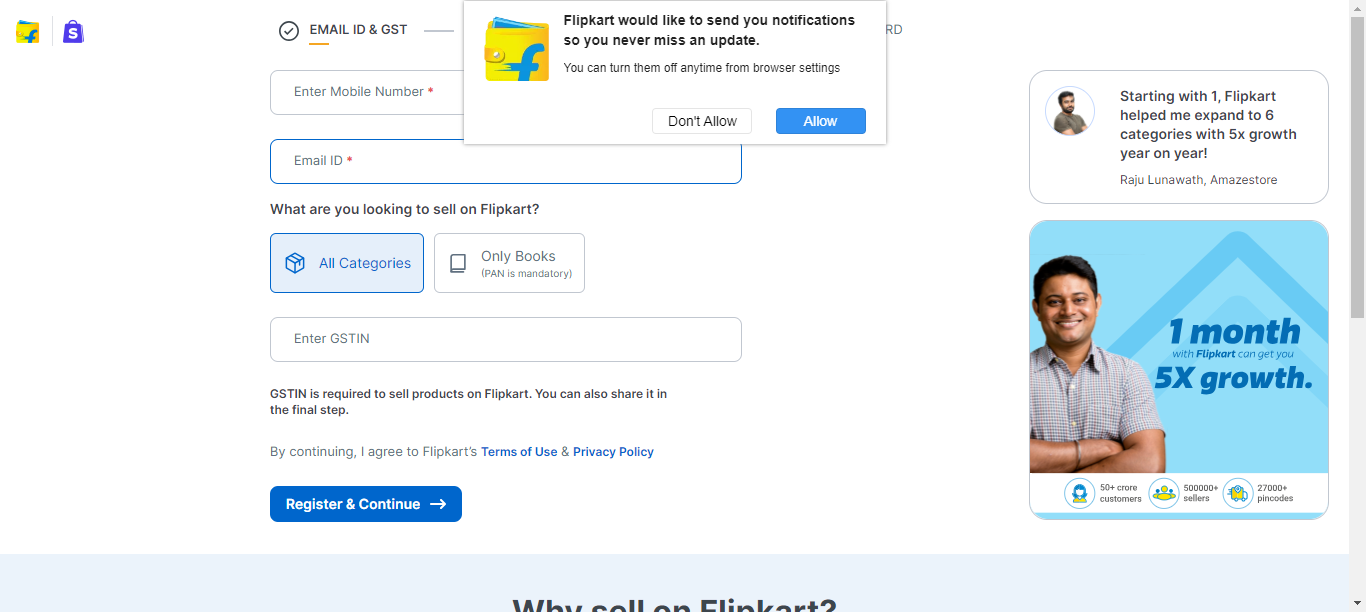 S
EMAIL ID & GST
RD
Flipkart would like to send you notifications
so you never miss an update.
You can turn them off anytime from browser settings
Don't Allow
Allow
Enter Mobile Number *
Email ID *
What are you looking to sell on Flipkart?
All Categories
Only Books
(PAN is mandatory)
Enter GSTIN
GSTIN is required to sell products on Flipkart. You can also share it in
the final step.
By continuing, I agree to Flipkart's Terms of Use & Privacy Policy
Register & Continue →
Starting with 1, Flipkart
helped me expand to 6
categories with 5x growth
year on year!
Raju Lunawath, Amazestore
1 month
with Flipkart can get you
5X growth.
50+ crore
customers
500000+
sellers
27000+
pincodes
Why sell on Flipkart?